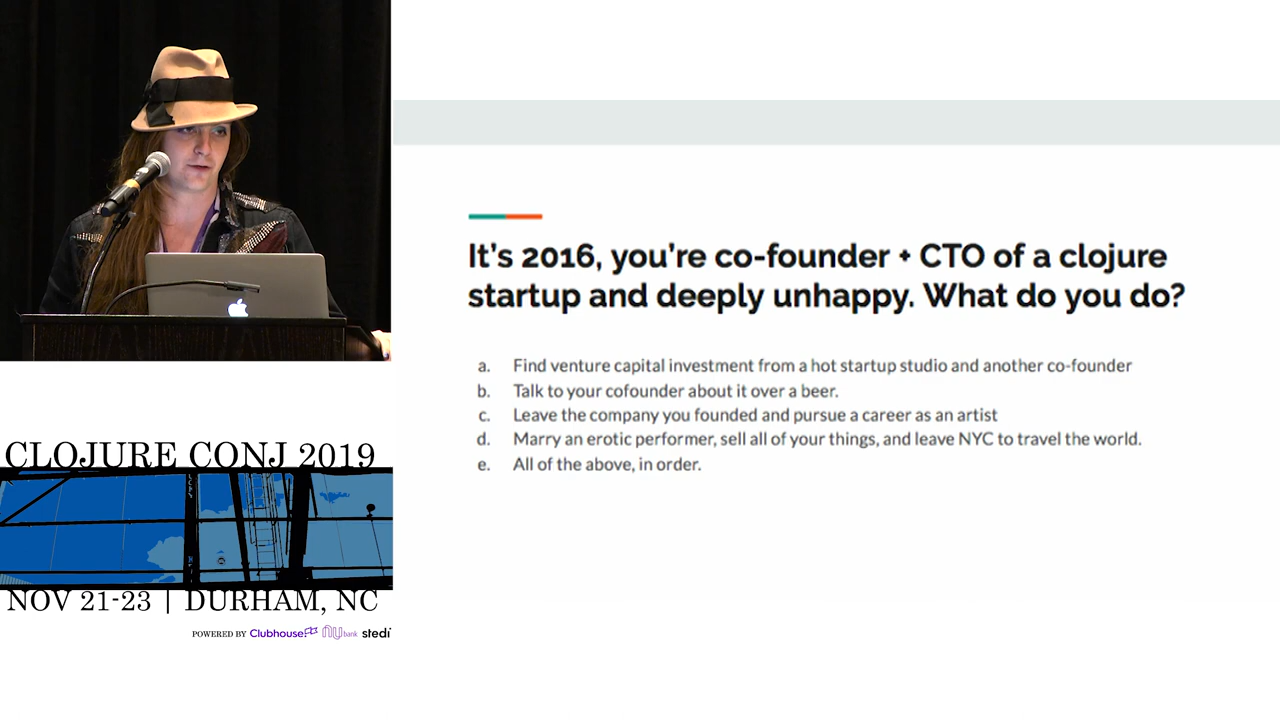 It's 2016, you're co-founder + CTO of a clojure
startup and deeply unhappy. What do you do?
a. Find venture capital investment from a hot startup studio and another co-founder
b. Talk to your cofounder about it over a beer.
c. Leave the company you founded and pursue a career as an artist
d. Marry an erotic performer, sell all of your things, and leave NYC to travel the world.
e. All of the above, in order.
CLOJURE CONJ 2019
NOV 21-23 | DURHAM, NC
POWERED BY Clubhouse nu bank stedi